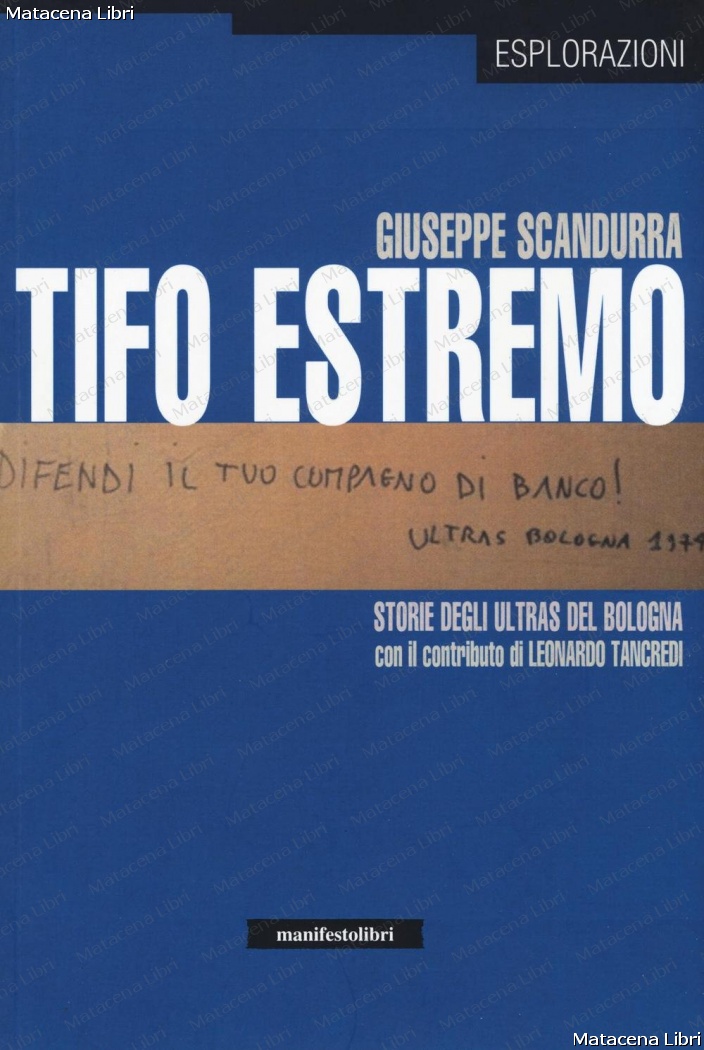 Matacena Libri
ESPLORAZIONI
GIUSEPPE SCANDURRA
TIFO ESTREMO
DIFENDI IL TUO COMPAGNO DI BANCO!
ULTRAS BOLOGNA 1974
STORIE DEGLI ULTRAS DEL BOLOGNA
con il contributo di LEONARDO TANCREDI
manifestolibri
Matacena Libri